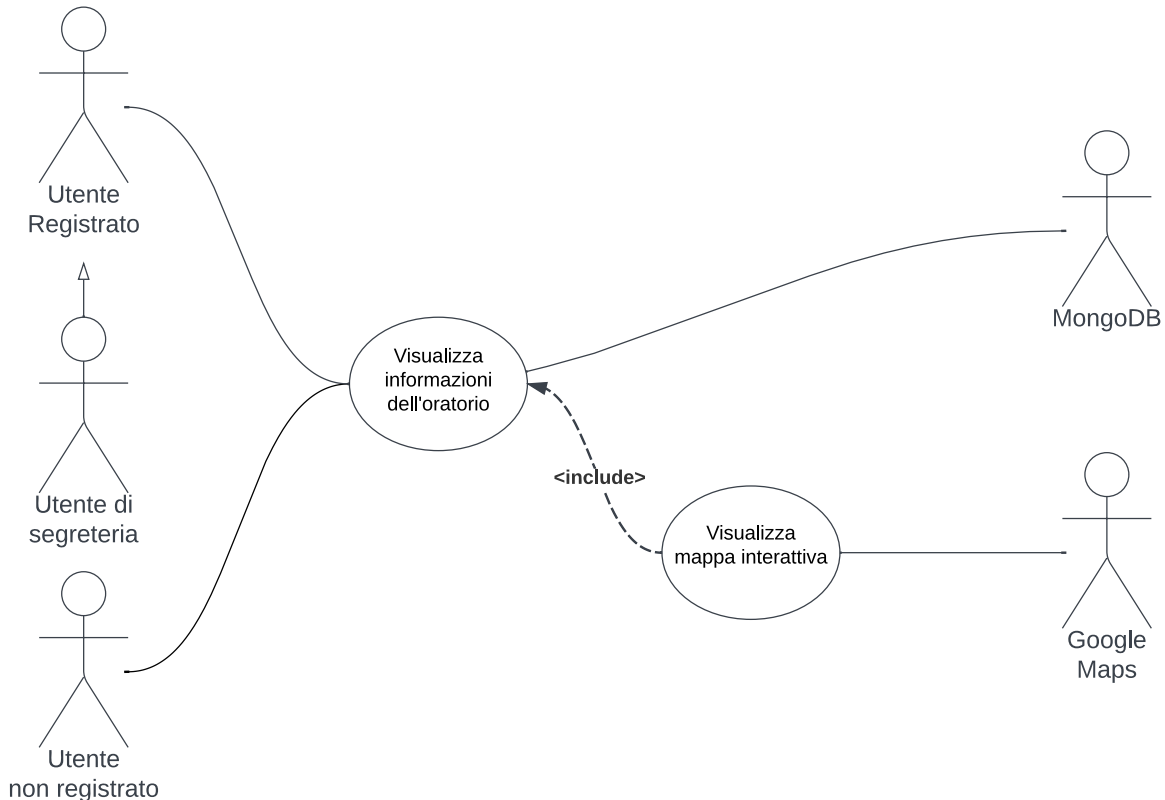 Utente
Registrato
Utente di
segreteria
Utente
non registrato
Visualizza
informazioni
dell'oratorio
<include>
Visualizza
mappa interattiva
MongoDB
Google
Maps